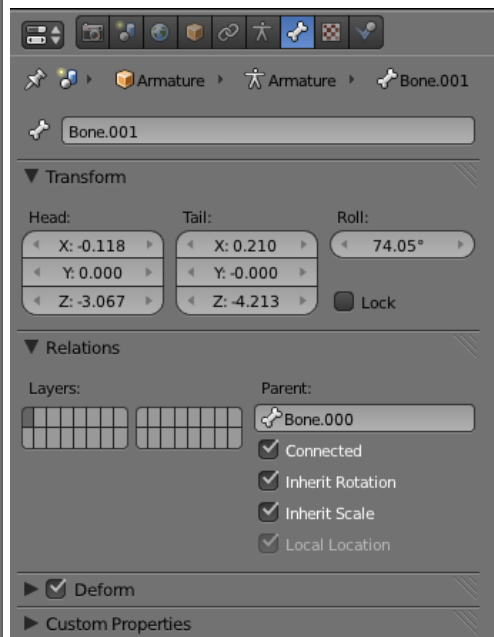 Armature Armature Bone.001
Bone.001
Transform
Head: Tail: Roll:
X: -0.118 X: 0.210 74.05°
Y: 0.000 Y: -0.000
Z: -3.067 Z: -4.213 Lock
Relations
Layers: Parent:
Bone.000
Connected
Inherit Rotation
Inherit Scale
Local Location
Deform
Custom Properties